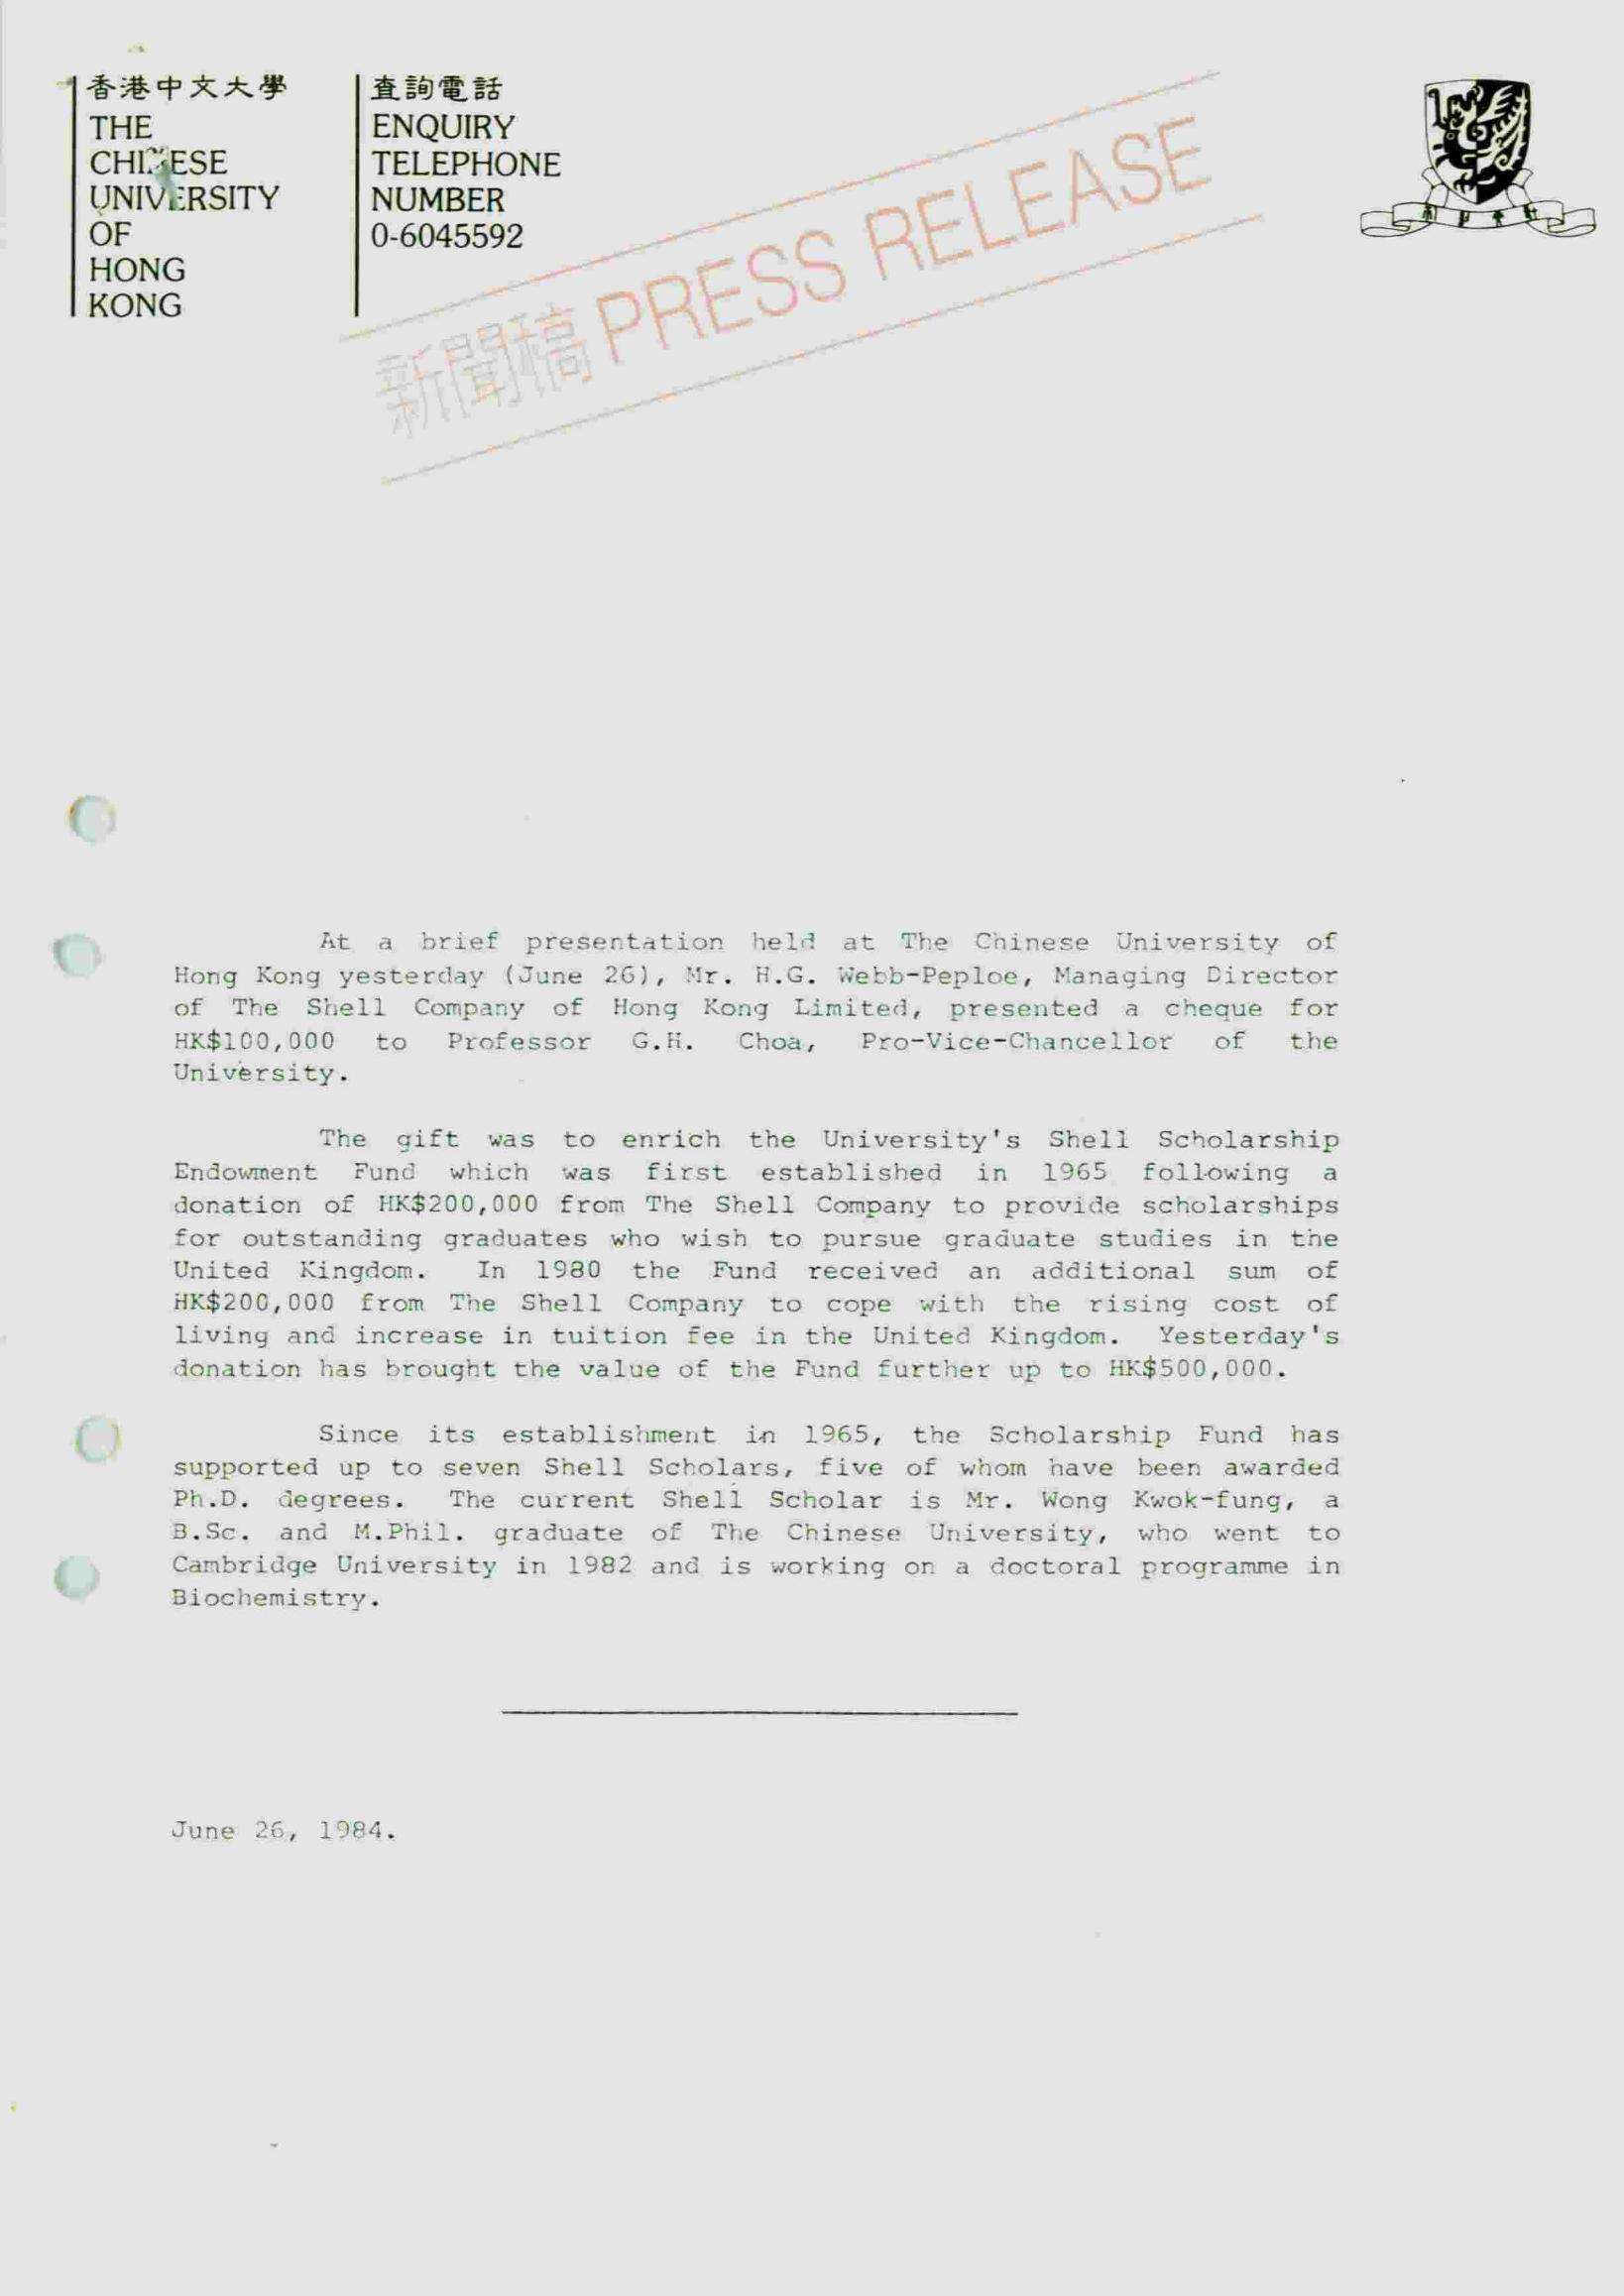 香港中文大學
THE
CHINESE
UNIVERSITY
OF
HONG
KONG
查詢電話
ENQUIRY
TELEPHONE
NUMBER
0-6045592
新聞稿 PRESS RELEASE
At a brief presentation held at The Chinese University of
Hong Kong yesterday (June 26), Mr. H.G. Webb-Peploe, Managing Director
of The Shell Company of Hong Kong Limited, presented a cheque for
HK$100,000 to Professor G.H. Choa, Pro-Vice-Chancellor of the
University.
The gift was to enrich the University's Shell Scholarship
Endowment Fund which was first established in 1965 following a
donation of HK$200,000 from The Shell Company to provide scholarships
for outstanding graduates who wish to pursue graduate studies in the
United Kingdom. In 1980 the Fund received an additional sum of
HK$200,000 from The Shell Company to cope with the rising cost of
living and increase in tuition fee in the United Kingdom. Yesterday's
donation has brought the value of the Fund further up to HK$500,000.
Since its establishment in 1965, the Scholarship Fund has
supported up to seven Shell Scholars, five of whom have been awarded
Ph.D. degrees. The current Shell Scholar is Mr. Wong Kwok-fung, a
B.Sc. and M.Phil. graduate of The Chinese University, who went to
Cambridge University in 1982 and is working on a doctoral programme in
Biochemistry.
June 26, 1984.